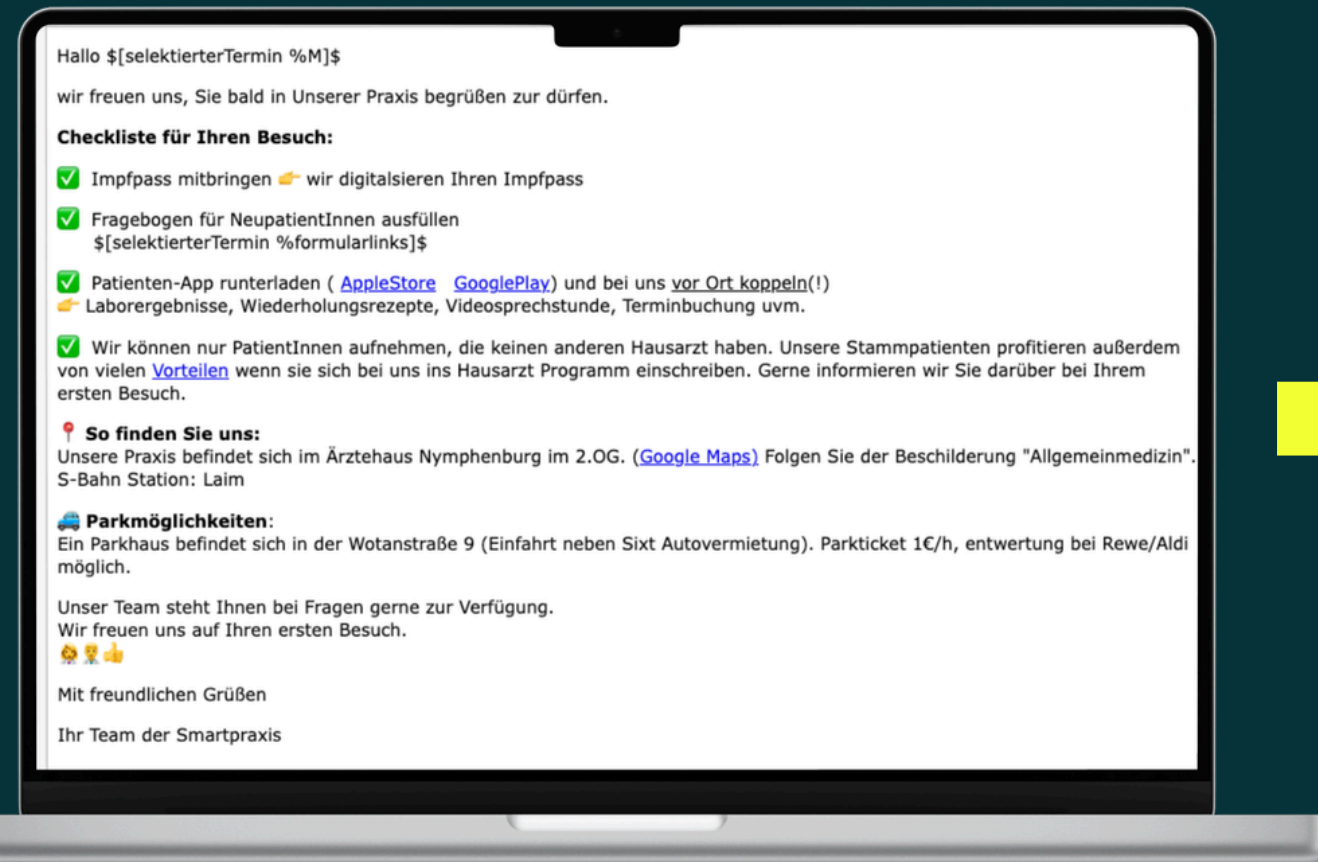 Hallo $[selektierterTermin %M]$
wir freuen uns, Sie bald in Unserer Praxis begrüßen zur dürfen.
Checkliste für Ihren Besuch:
✅ Impfpass mitbringen 👉 wir digitalsieren Ihren Impfpass
✅ Fragebogen für NeupatientInnen ausfüllen
$[selektierterTermin %formularlinks]$
✅ Patienten-App runterladen ( AppleStore GooglePlay) und bei uns vor Ort koppeln(!)
👉 Laborergebnisse, Wiederholungsrezepte, Videosprechstunde, Terminbuchung uvm.
✅ Wir können nur PatientInnen aufnehmen, die keinen anderen Hausarzt haben. Unsere Stammpatienten profitieren außerdem
von vielen Vorteilen wenn sie sich bei uns ins Hausarzt Programm einschreiben. Gerne informieren wir Sie darüber bei Ihrem
ersten Besuch.
📍 So finden Sie uns:
Unsere Praxis befindet sich im Ärztehaus Nymphenburg im 2.OG. (Google Maps) Folgen Sie der Beschilderung "Allgemeinmedizin".
S-Bahn Station: Laim
🚙 Parkmöglichkeiten:
Ein Parkhaus befindet sich in der Wotanstraße 9 (Einfahrt neben Sixt Autovermietung). Parkticket 1€/h, entwertung bei Rewe/Aldi
möglich.
Unser Team steht Ihnen bei Fragen gerne zur Verfügung.
Wir freuen uns auf Ihren ersten Besuch.
👩‍⚕️👨‍⚕️👍
Mit freundlichen Grüßen
Ihr Team der Smartpraxis